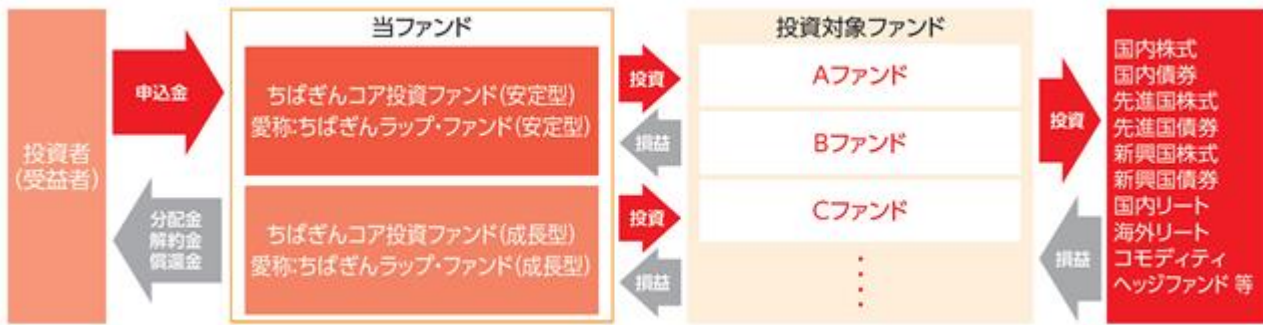 投資者
(受益者)
申込金
分配金
解約金
償還金
当ファンド
ちばぎんコア投資ファンド(安定型)
愛称:ちばぎんラップ・ファンド(安定型)
ちばぎんコア投資ファンド(成長型)
愛称:ちばぎんラップ・ファンド(成長型)
投資
損益
投資
損益
投資対象ファンド
Aファンド
Bファンド
Cファンド
投資
損益
国内株式
国内債券
先進国株式
先進国債券
新興国株式
新興国債券
国内リート
海外リート
コモディティ
ヘッジファンド 等